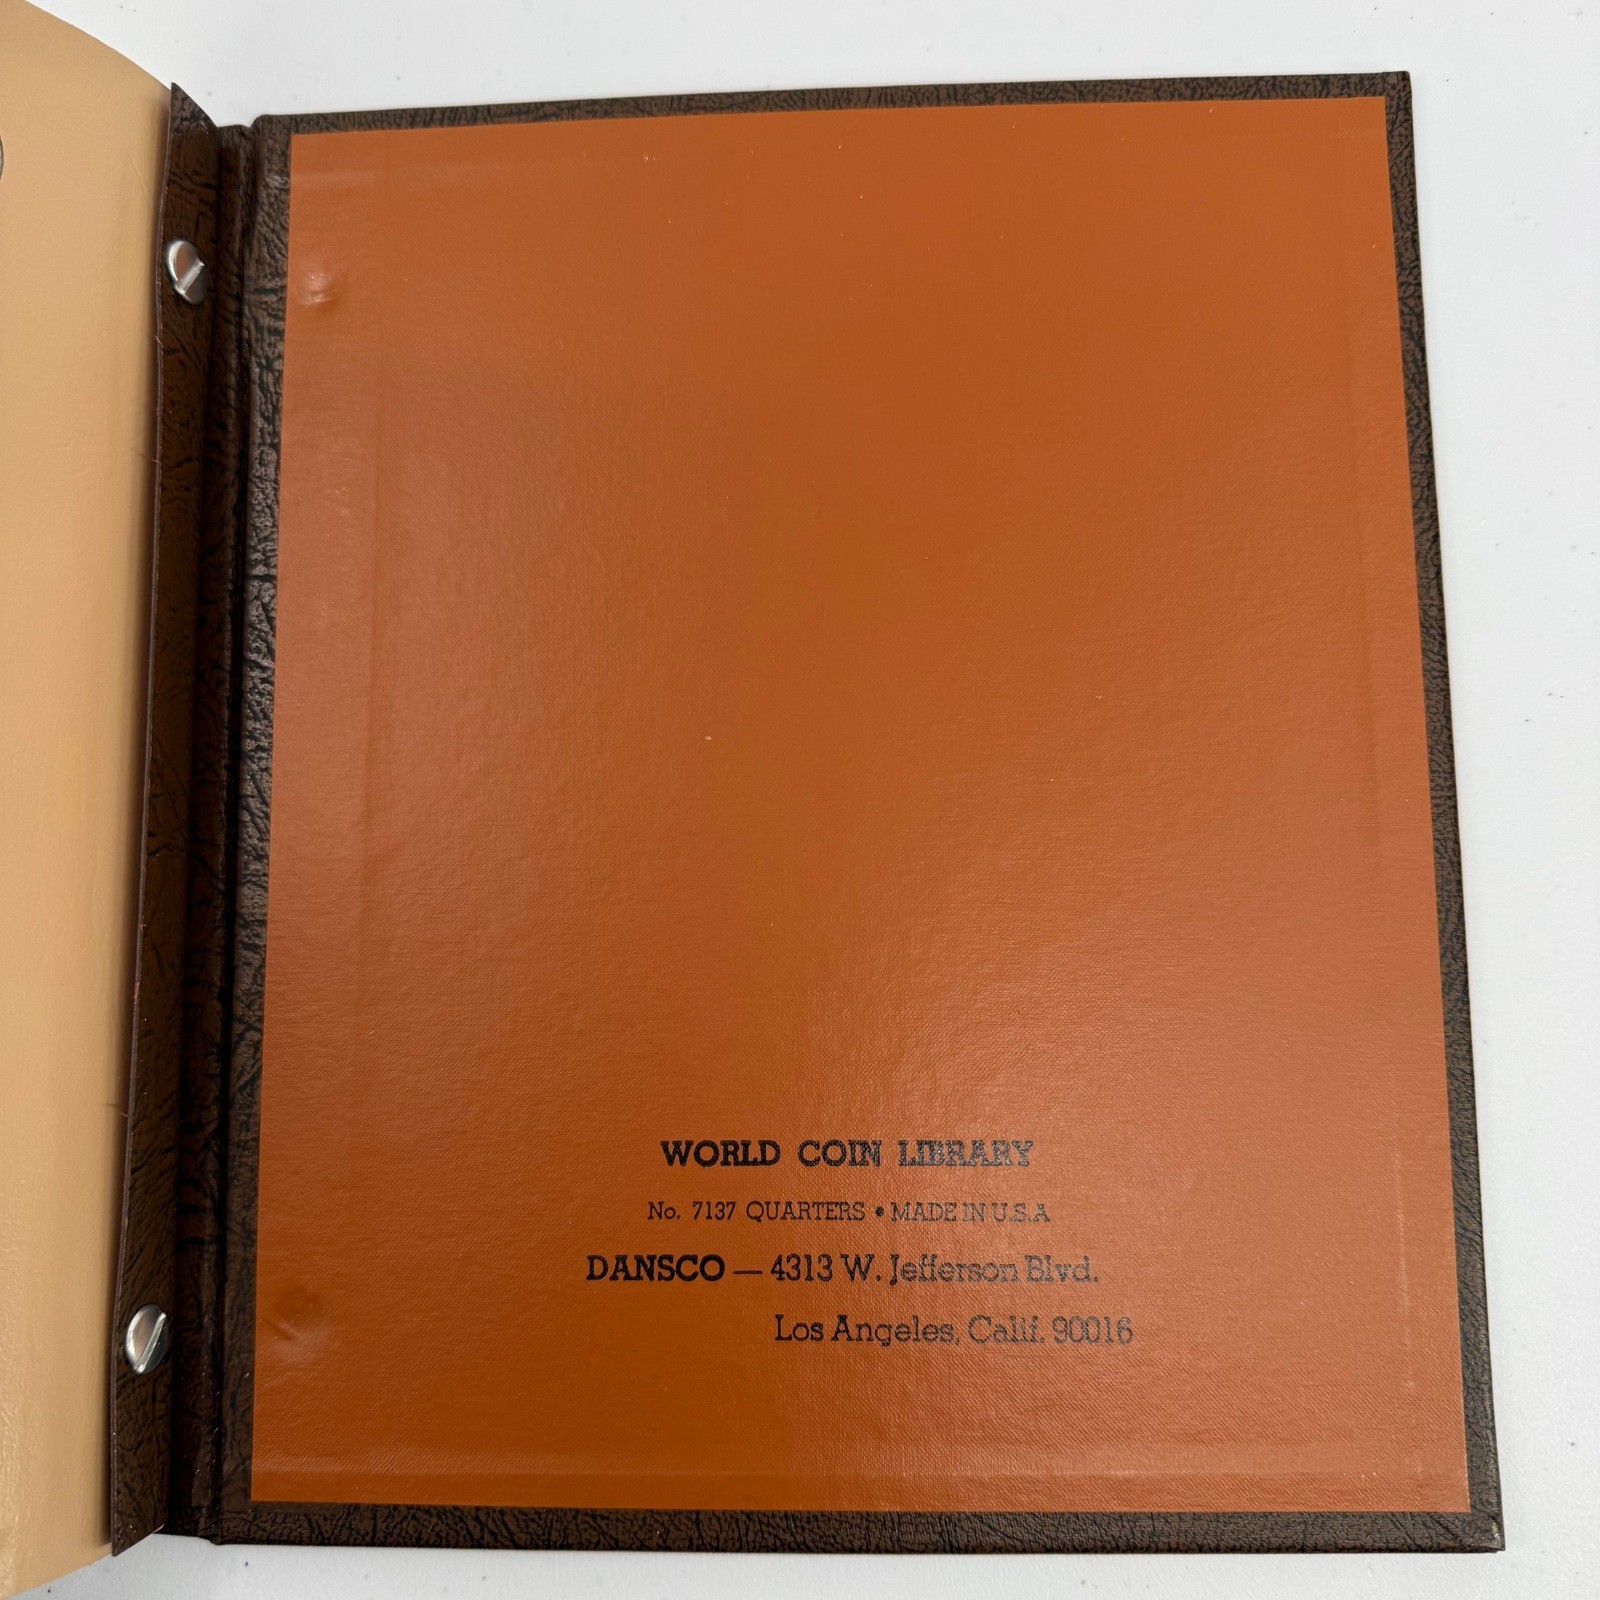 WORLD COIN LIBRARY
No. 7137 QUARTERS • MADE IN U.S.A
DANSCO — 4313 W. Jefferson Blvd.
Los Angeles, Calif. 90016